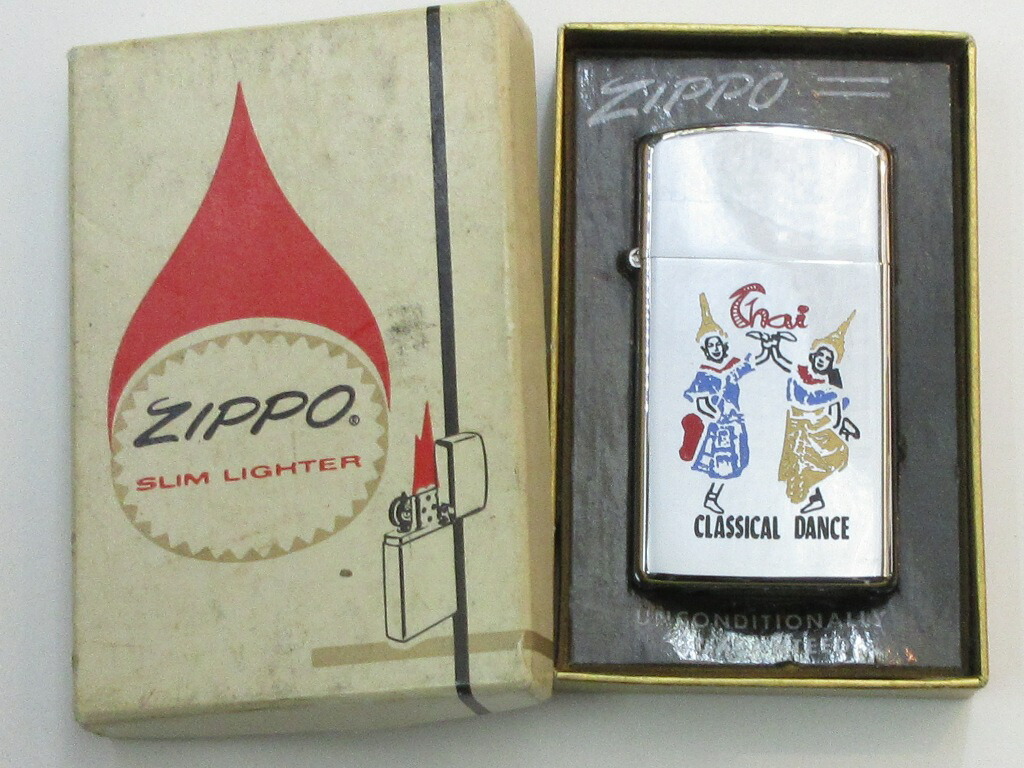 ZIPPO®
SLIM LIGHTER
ZIPPO
Thai
CLASSICAL DANCE
UNCONDITIONALLY